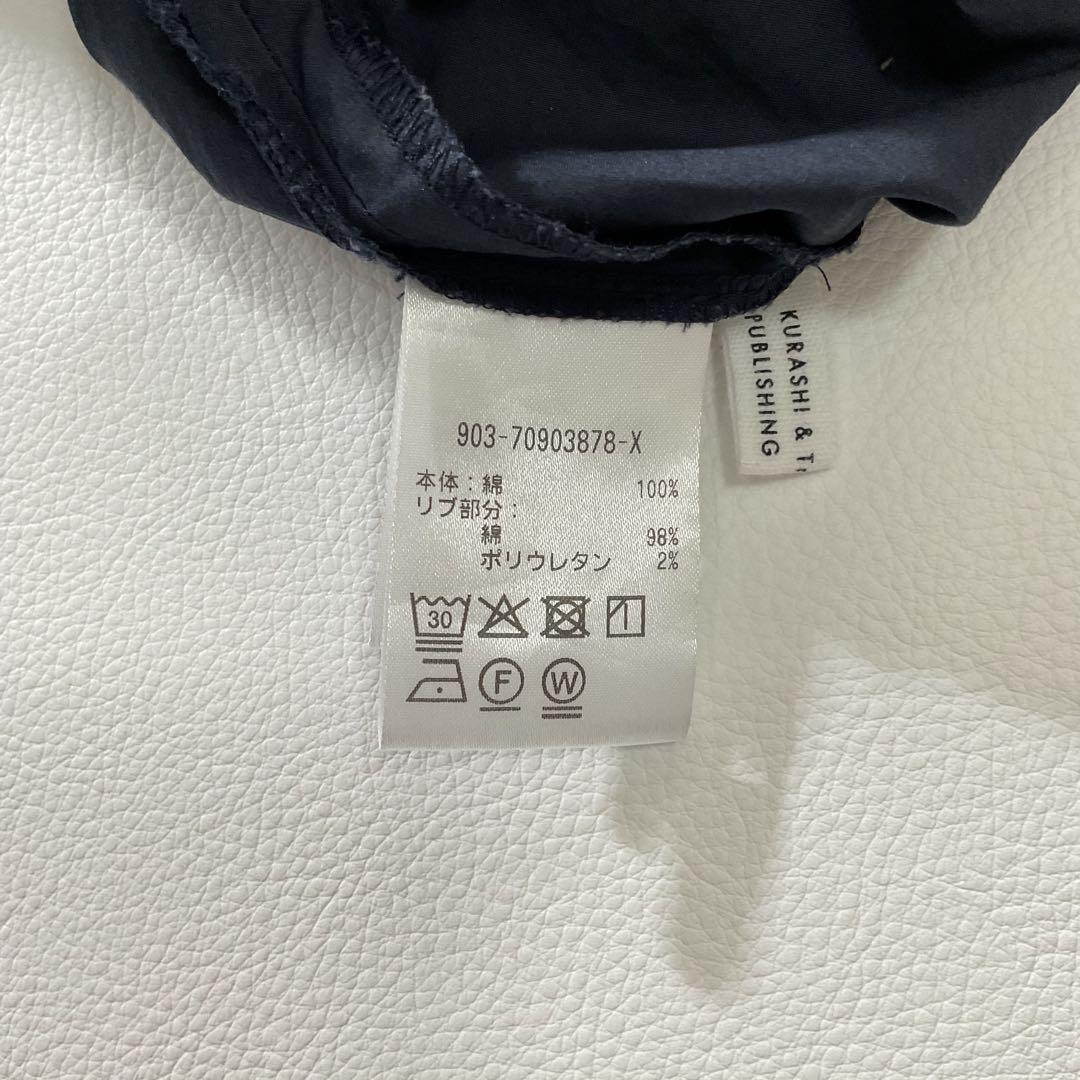 903-70903878-X
本体：綿 100%
リブ部分：
綿 98%
ポリウレタン 2%
30
F
W
KURASHI & T
PUBLISHING